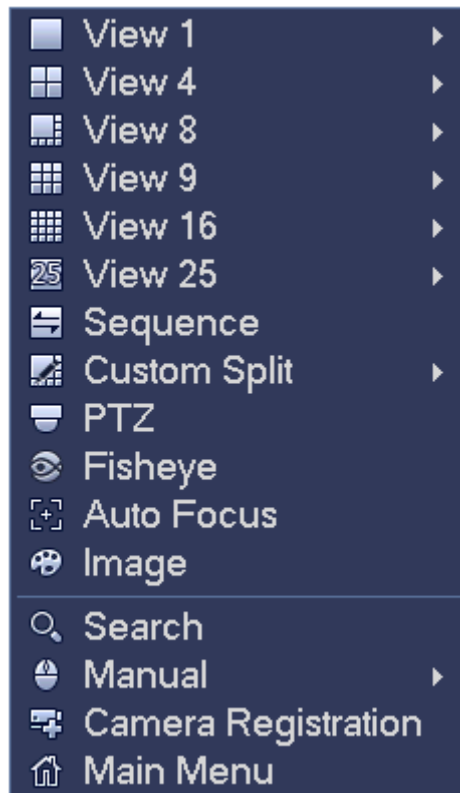 View 1
View 4
View 8
View 9
View 16
25 View 25
Sequence
Custom Split
PTZ
Fisheye
Auto Focus
Image
Search
Manual
Camera Registration
Main Menu